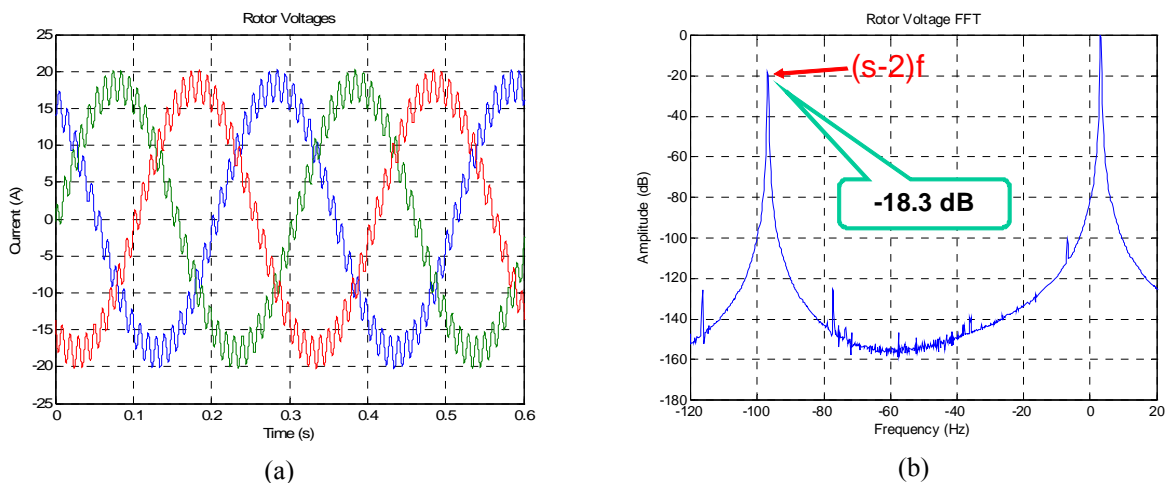 Rotor Voltages
25
20
15
10
5
0
-5
-10
-15
-20
-25
Current (A)
0 0.1 0.2 0.3 0.4 0.5 0.6
Time (s)
(a)
Rotor Voltage FFT
0
-20
-40
-60
-80
-100
-120
-140
-160
-180
Amplitude (dB)
(s-2)f
-18.3 dB
-120 -100 -80 -60 -40 -20 0 20
Frequency (Hz)
(b)